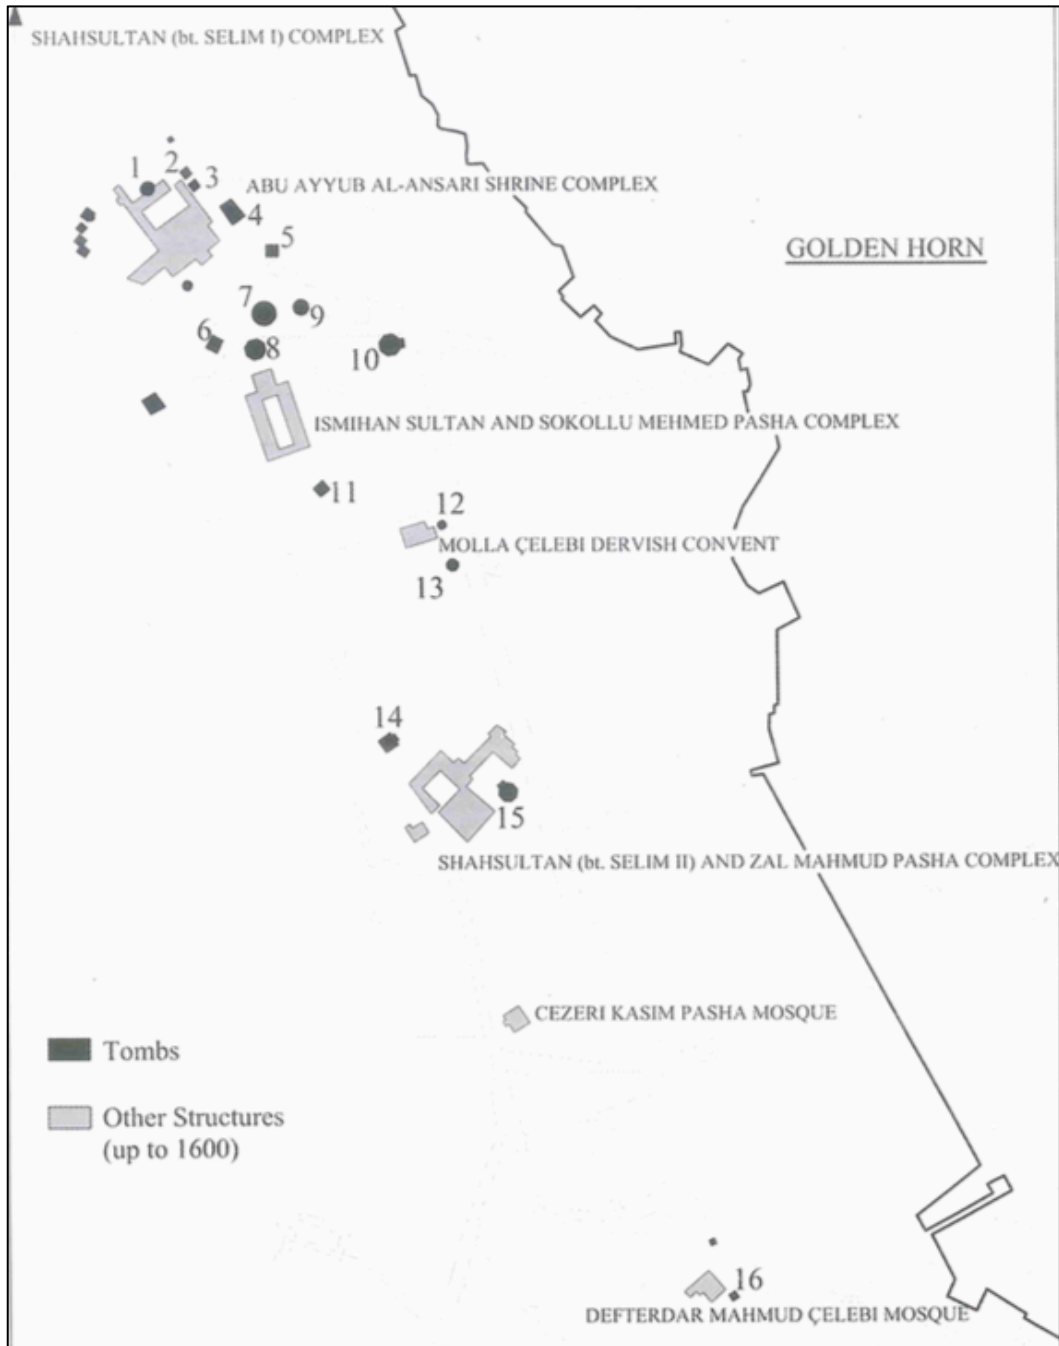 SHAHSULTAN (bt. SELIM I) COMPLEX
1
2
3
ABU AYYUB AL-ANSARI SHRINE COMPLEX
4
5
GOLDEN HORN
7
9
6
8
10
ISMIHAN SULTAN AND SOKOLLU MEHMED PASHA COMPLEX
11
12
MOLLA ÇELEBI DERVISH CONVENT
13
14
15
SHAHSULTAN (bt. SELIM II) AND ZAL MAHMUD PASHA COMPLEX
CEZERI KASIM PASHA MOSQUE
Tombs
Other Structures
(up to 1600)
16
DEFTERDAR MAHMUD ÇELEBI MOSQUE